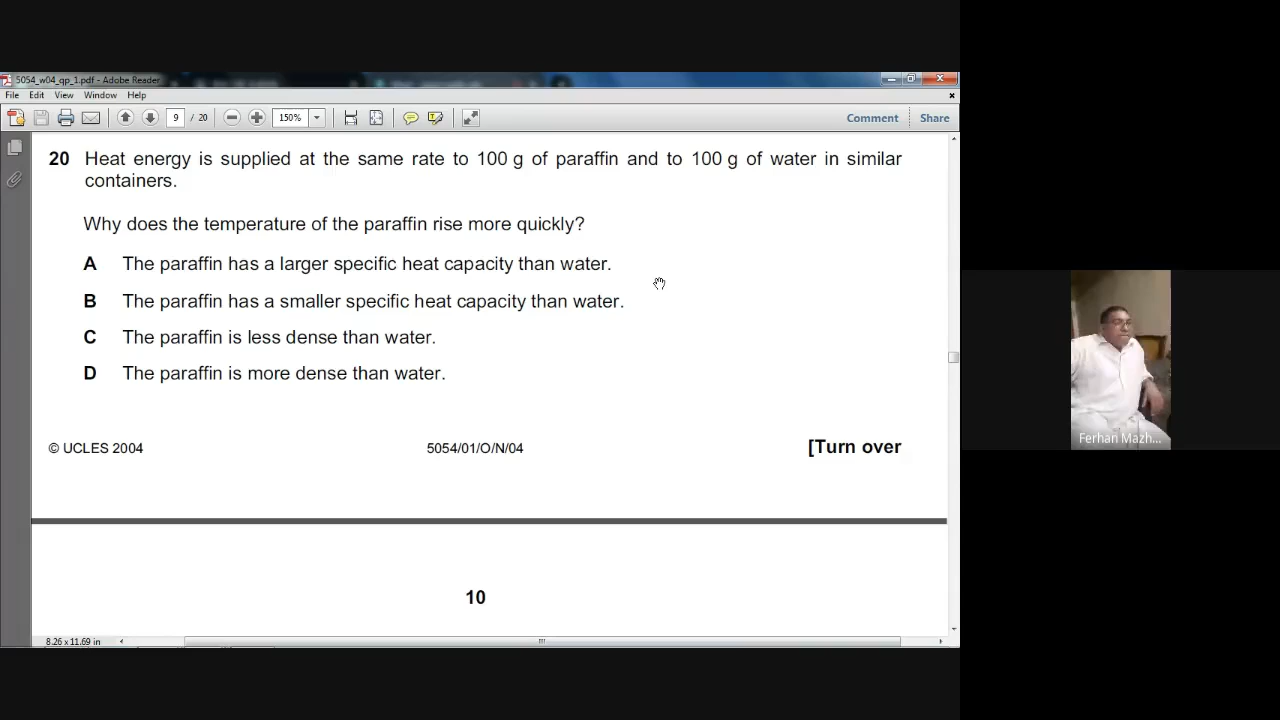 5054_w04_qp_1.pdf - Adobe Reader
File Edit View Window Help
9 / 20 150% Comment Share
20 Heat energy is supplied at the same rate to 100 g of paraffin and to 100 g of water in similar
containers.
Why does the temperature of the paraffin rise more quickly?
A The paraffin has a larger specific heat capacity than water.
B The paraffin has a smaller specific heat capacity than water.
C The paraffin is less dense than water.
D The paraffin is more dense than water.
© UCLES 2004 5054/01/O/N/04 [Turn over
10
8.26 x 11.69 in
Ferhan Mazh...